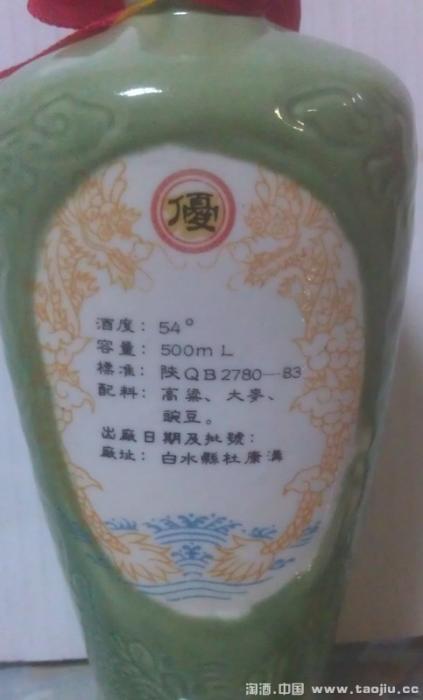 優
酒度：54°
容量：500mL
標准：陕QB2780—83
配料：高粱、大麥、
豌豆。
出廠日期及批號：
廠址：白水縣杜康溝
淘酒.中国 www.taojiu.cc